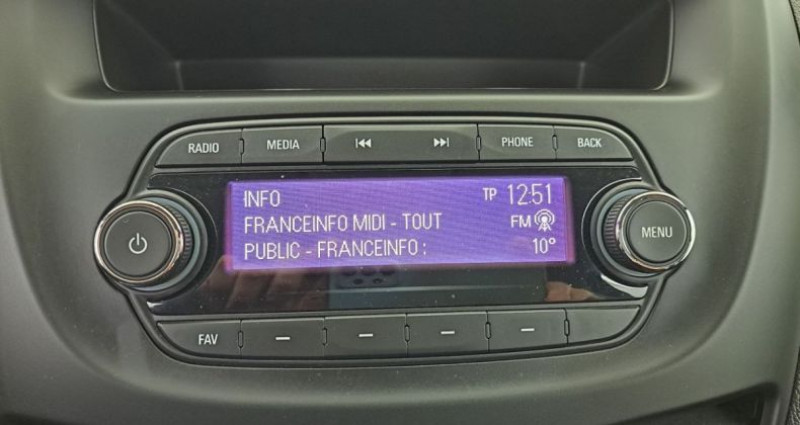 RADIO MEDIA PHONE BACK
INFO TP 12:51
FRANCEINFO MIDI - TOUT FM
PUBLIC - FRANCEINFO : 10°
MENU
FAV